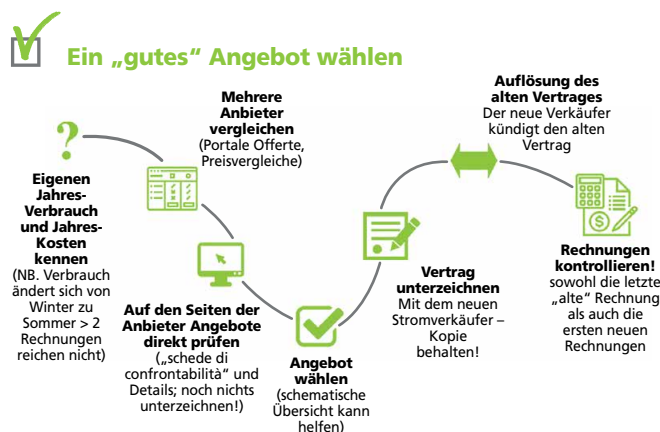 Ein „gutes“ Angebot wählen
?
Eigenen
Jahres-
Verbrauch
und Jahres-
Kosten
kennen
(NB. Verbrauch
ändert sich von
Winter zu
Sommer > 2
Rechnungen
reichen nicht)
Mehrere
Anbieter
vergleichen
(Portale Offerte,
Preisvergleiche)
Auf den Seiten der
Anbieter Angebote
direkt prüfen
(„schede di
confrontabilità“ und
Details; noch nichts
unterzeichnen!)
Angebot
wählen
(schematische
Übersicht kann
helfen)
Vertrag
unterzeichnen
Mit dem neuen
Stromverkäufer –
Kopie
behalten!
Auflösung des
alten Vertrages
Der neue Verkäufer
kündigt den alten
Vertrag
$
Rechnungen
kontrollieren!
sowohl die letzte
„alte“ Rechnung
als auch die
ersten neuen
Rechnungen